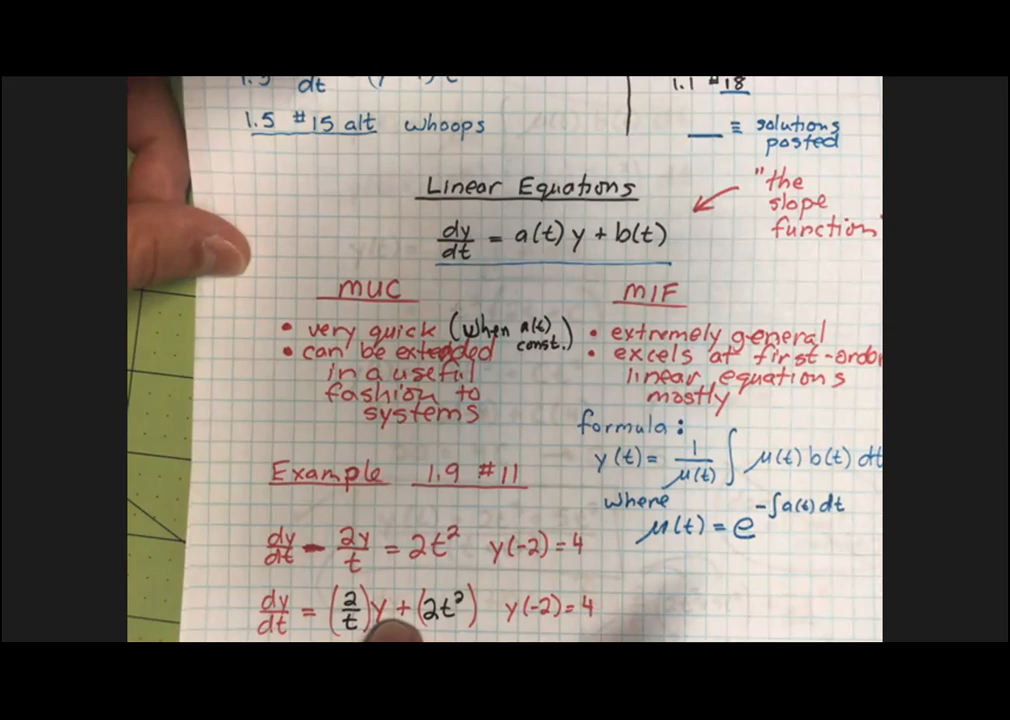 dt
1.1 #18
1.5 #15 alt whoops
___ ≡ solutions
posted
Linear Equations
"the
slope
function"
dy/dt = a(t) y + b(t)
MUC
• very quick (when a(t) const.)
• can be extended
in a useful
fashion to
systems
MIF
• extremely general
• excels at first-order
linear equations
mostly
formula:
y(t) = 1/μ(t) ∫ μ(t) b(t) dt
where
μ(t) = e^{-∫a(t)dt}
Example 1.9 #11
dy/dt - 2y/t = 2t² y(-2) = 4
dy/dt = (2/t)y + (2t²) y(-2) = 4